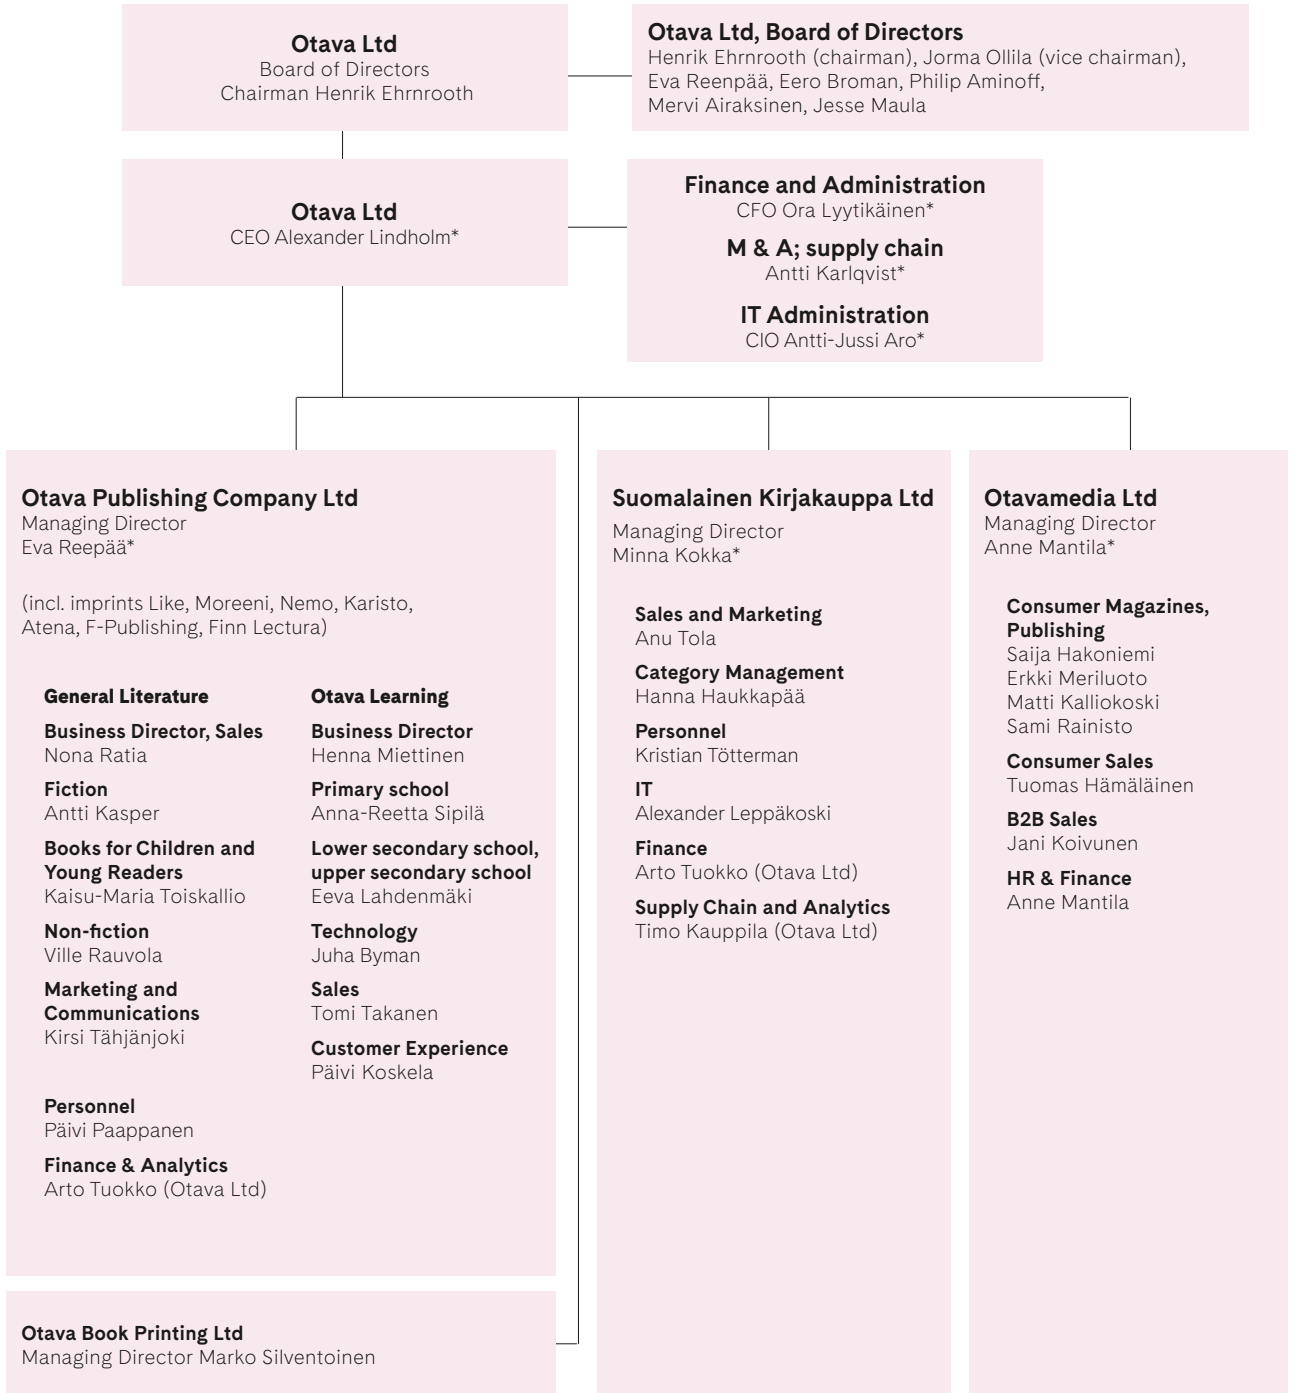 Otava Ltd
Board of Directors
Chairman Henrik Ehrnrooth
Otava Ltd, Board of Directors
Henrik Ehrnrooth (chairman), Jorma Ollila (vice chairman),
Eva Reenpää, Eero Broman, Philip Aminoff,
Mervi Airaksinen, Jesse Maula
Otava Ltd
CEO Alexander Lindholm*
Finance and Administration
CFO Ora Lyytikäinen*
M & A; supply chain
Antti Karlqvist*
IT Administration
CIO Antti-Jussi Aro*
Otava Publishing Company Ltd
Managing Director
Eva Reepää*
(incl. imprints Like, Moreeni, Nemo, Karisto,
Atena, F-Publishing, Finn Lectura)
General Literature
Business Director, Sales
Nona Ratia
Fiction
Antti Kasper
Books for Children and
Young Readers
Kaisu-Maria Toiskallio
Non-fiction
Ville Rauvola
Marketing and
Communications
Kirsi Tähjänjoki
Personnel
Päivi Paappanen
Finance & Analytics
Arto Tuokko (Otava Ltd)
Otava Learning
Business Director
Henna Miettinen
Primary school
Anna-Reetta Sipilä
Lower secondary school,
upper secondary school
Eeva Lahdenmäki
Technology
Juha Byman
Sales
Tomi Takanen
Customer Experience
Päivi Koskela
Otava Book Printing Ltd
Managing Director Marko Silventoinen
Suomalainen Kirjakauppa Ltd
Managing Director
Minna Kokka*
Sales and Marketing
Anu Tola
Category Management
Hanna Haukkapää
Personnel
Kristian Tötterman
IT
Alexander Leppäkoski
Finance
Arto Tuokko (Otava Ltd)
Supply Chain and Analytics
Timo Kauppila (Otava Ltd)
Otavamedia Ltd
Managing Director
Anne Mantila*
Consumer Magazines,
Publishing
Saija Hakoniemi
Erkki Meriluoto
Matti Kalliokoski
Sami Rainisto
Consumer Sales
Tuomas Hämäläinen
B2B Sales
Jani Koivunen
HR & Finance
Anne Mantila